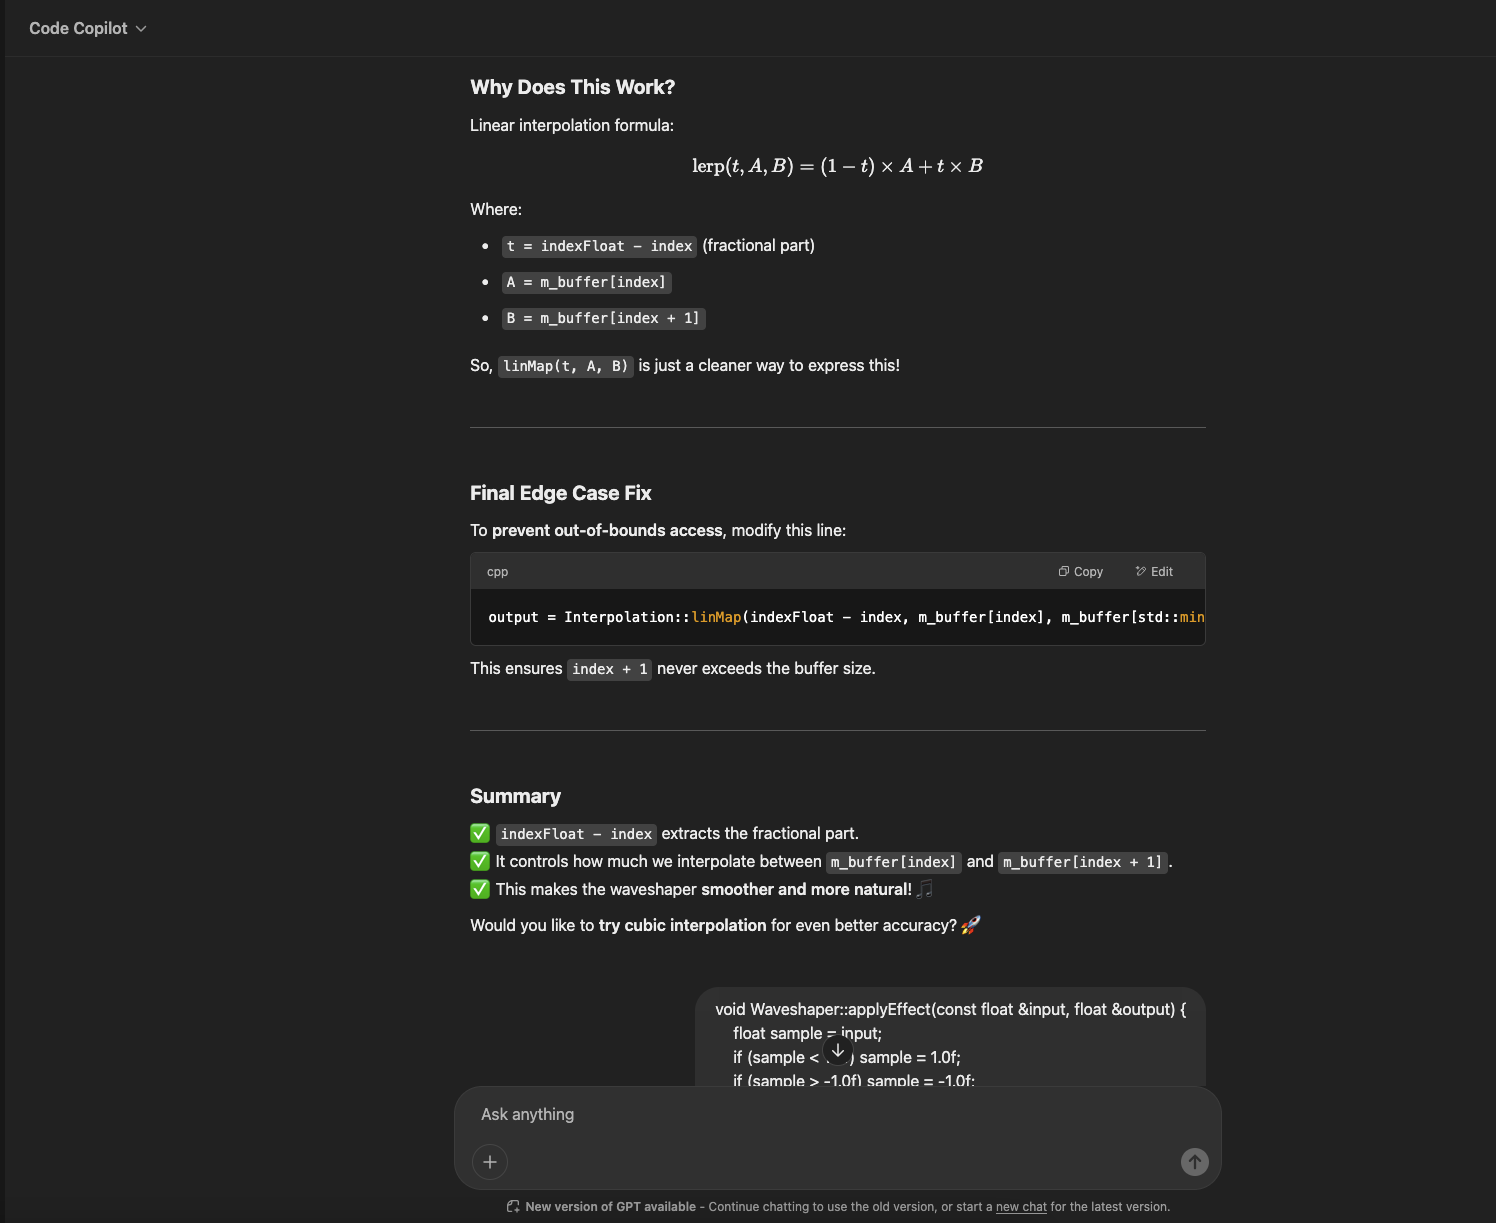 Code Copilot
Why Does This Work?
Linear interpolation formula:
lerp(t, A, B) = (1 − t) × A + t × B
Where:
• t = indexFloat - index (fractional part)
• A = m_buffer[index]
• B = m_buffer[index + 1]
So, linMap(t, A, B) is just a cleaner way to express this!
Final Edge Case Fix
To prevent out-of-bounds access, modify this line:
cpp
Copy
Edit
output = Interpolation::linMap(indexFloat - index, m_buffer[index], m_buffer[std::min
This ensures index + 1 never exceeds the buffer size.
Summary
✅ indexFloat - index extracts the fractional part.
✅ It controls how much we interpolate between m_buffer[index] and m_buffer[index + 1].
✅ This makes the waveshaper smoother and more natural! 🎵
Would you like to try cubic interpolation for even better accuracy? 🚀
void Waveshaper::applyEffect(const float &input, float &output) {
float sample = input;
if (sample < ) sample = 1.0f;
if (sample > -1.0f) sample = -1.0f;
Ask anything
New version of GPT available - Continue chatting to use the old version, or start a new chat for the latest version.